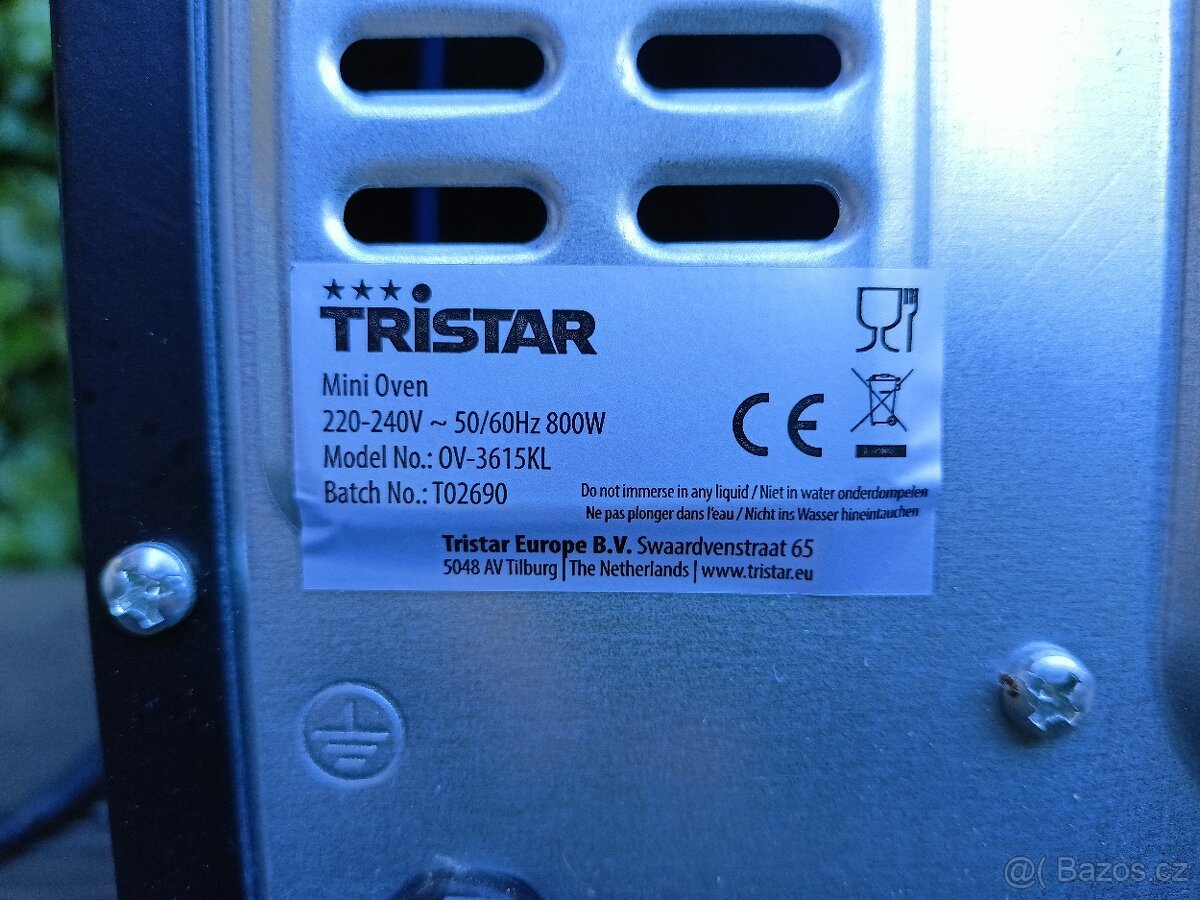 TRISTAR
Mini Oven
220-240V ~ 50/60Hz 800W
Model No.: OV-3615KL
Batch No.: T02690
CE
Do not immerse in any liquid / Niet in water onderdompelen
Ne pas plonger dans l'eau / Nicht ins Wasser hineintauchen
Tristar Europe B.V. Swaardvenstraat 65
5048 AV Tilburg | The Netherlands | www.tristar.eu
@( Bazos.cz